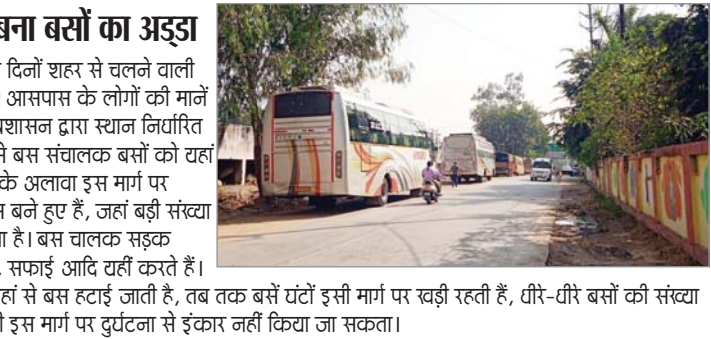 बना बसों का अड्डा
दिनों शहर से चलने वाली
आसपास के लोगों की मानें
प्रशासन द्वारा स्थान निर्धारित
से बस संचालक बसों को यहां
के अलावा इस मार्ग पर
बने हुए हैं, जहां बड़ी संख्या
है। बस चालक सड़क
सफाई आदि यहीं करते हैं।
से बस हटाई जाती है, तब तक बसें घंटों इसी मार्ग पर खड़ी रहती हैं, धीरे-धीरे बसों की संख्या
इस मार्ग पर दुर्घटना से इंकार नहीं किया जा सकता।